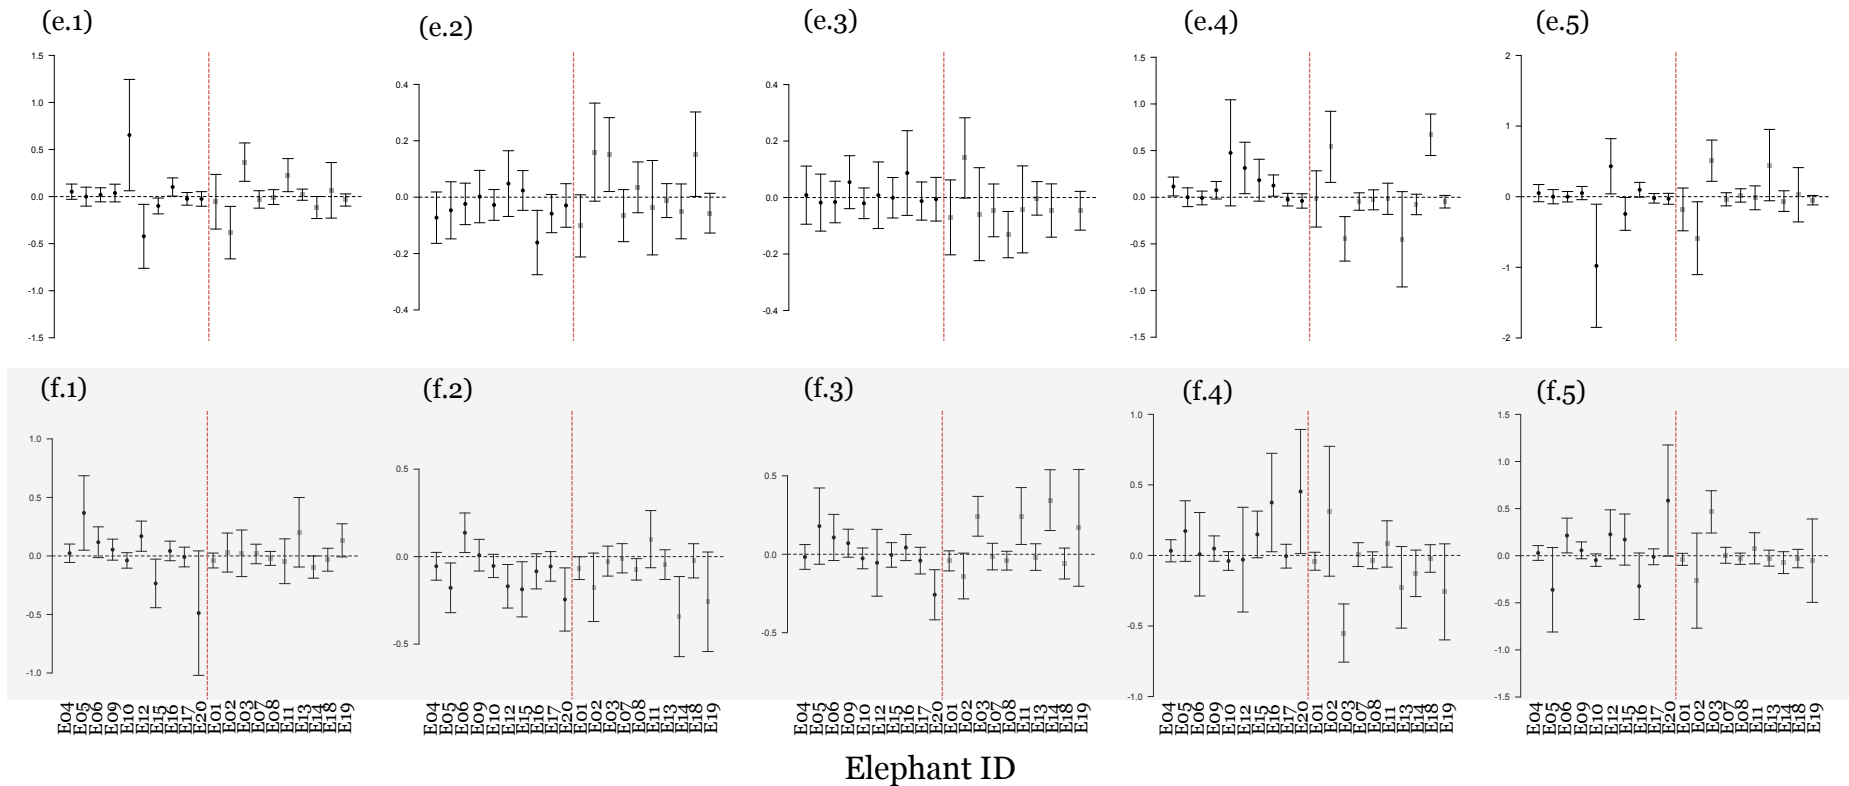 (e.1) (e.2) (e.3) (e.4) (e.5)
1.5 1.0 0.5 0.0 -0.5 -1.0 -1.5
0.4 0.2 0.0 -0.2 -0.4
0.4 0.2 0.0 -0.2 -0.4
1.5 1.0 0.5 0.0 -0.5 -1.0 -1.5
2 1 0 -1 -2
(f.1) (f.2) (f.3) (f.4) (f.5)
1.0 0.5 0.0 -0.5 -1.0
0.5 0.0 -0.5
0.5 0.0 -0.5
1.0 0.5 0.0 -0.5 -1.0
1.5 1.0 0.5 0.0 -0.5 -1.0 -1.5
E04 E05 E06 E09 E10 E12 E15 E16 E17 E20 E01 E02 E03 E07 E08 E11 E13 E14 E18 E19
E04 E05 E06 E09 E10 E12 E15 E16 E17 E20 E01 E02 E03 E07 E08 E11 E13 E14 E18 E19
E04 E05 E06 E09 E10 E12 E15 E16 E17 E20 E01 E02 E03 E07 E08 E11 E13 E14 E18 E19
E04 E05 E06 E09 E10 E12 E15 E16 E17 E20 E01 E02 E03 E07 E08 E11 E13 E14 E18 E19
E04 E05 E06 E09 E10 E12 E15 E16 E17 E20 E01 E02 E03 E07 E08 E11 E13 E14 E18 E19
Elephant ID